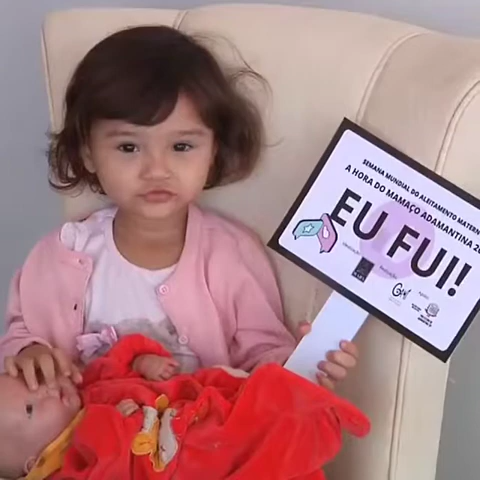 SEMANA MUNDIAL DO ALEITAMENTO MATERN
A HORA DO MAMAÇO ADAMANTINA 20
EU FUI!